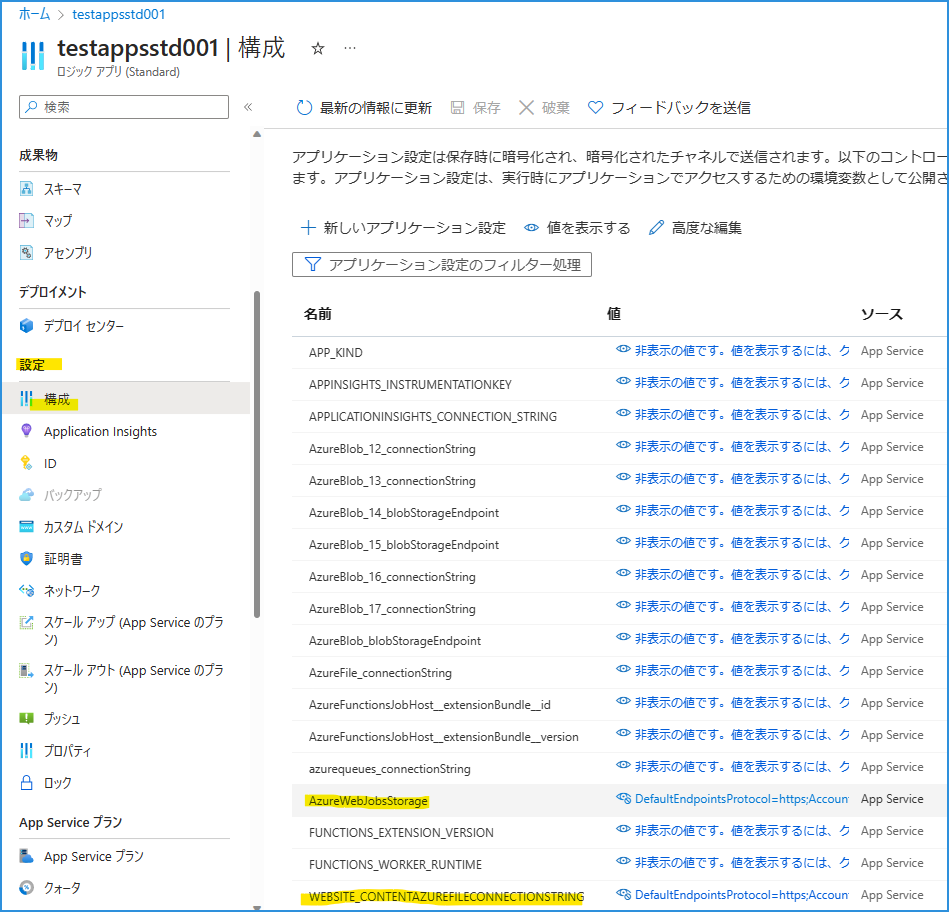 ホーム > testappsstd001
testappsstd001 | 構成 ☆ …
ロジック アプリ (Standard)
検索 «
成果物
スキーマ
マップ
アセンブリ
デプロイメント
デプロイ センター
設定
構成
Application Insights
ID
バックアップ
カスタム ドメイン
証明書
ネットワーク
スケール アップ (App Service のプラ
ン)
スケール アウト (App Service のプラ
ン)
プッシュ
プロパティ
ロック
App Service プラン
App Service プラン
クォータ
最新の情報に更新 保存 破棄 フィードバックを送信
アプリケーション設定は保存時に暗号化され、暗号化されたチャネルで送信されます。以下のコントロー
ます。アプリケーション設定は、実行時にアプリケーションでアクセスするための環境変数として公開さ
新しいアプリケーション設定 値を表示する 高度な編集
アプリケーション設定のフィルター処理
名前 値 ソース
APP_KIND 非表示の値です。値を表示するには、ク App Service
APPINSIGHTS_INSTRUMENTATIONKEY 非表示の値です。値を表示するには、ク App Service
APPLICATIONINSIGHTS_CONNECTION_STRING 非表示の値です。値を表示するには、ク App Service
AzureBlob_12_connectionString 非表示の値です。値を表示するには、ク App Service
AzureBlob_13_connectionString 非表示の値です。値を表示するには、ク App Service
AzureBlob_14_blobStorageEndpoint 非表示の値です。値を表示するには、ク App Service
AzureBlob_15_blobStorageEndpoint 非表示の値です。値を表示するには、ク App Service
AzureBlob_16_connectionString 非表示の値です。値を表示するには、ク App Service
AzureBlob_17_connectionString 非表示の値です。値を表示するには、ク App Service
AzureBlob_blobStorageEndpoint 非表示の値です。値を表示するには、ク App Service
AzureFile_connectionString 非表示の値です。値を表示するには、ク App Service
AzureFunctionsJobHost__extensionBundle__id 非表示の値です。値を表示するには、ク App Service
AzureFunctionsJobHost__extensionBundle__version 非表示の値です。値を表示するには、ク App Service
azurequeues_connectionString 非表示の値です。値を表示するには、ク App Service
AzureWebJobsStorage DefaultEndpointsProtocol=https;Accoun App Service
FUNCTIONS_EXTENSION_VERSION 非表示の値です。値を表示するには、ク App Service
FUNCTIONS_WORKER_RUNTIME 非表示の値です。値を表示するには、ク App Service
WEBSITE_CONTENTAZUREFILECONNECTIONSTRING DefaultEndpointsProtocol=https;Accoun App Service